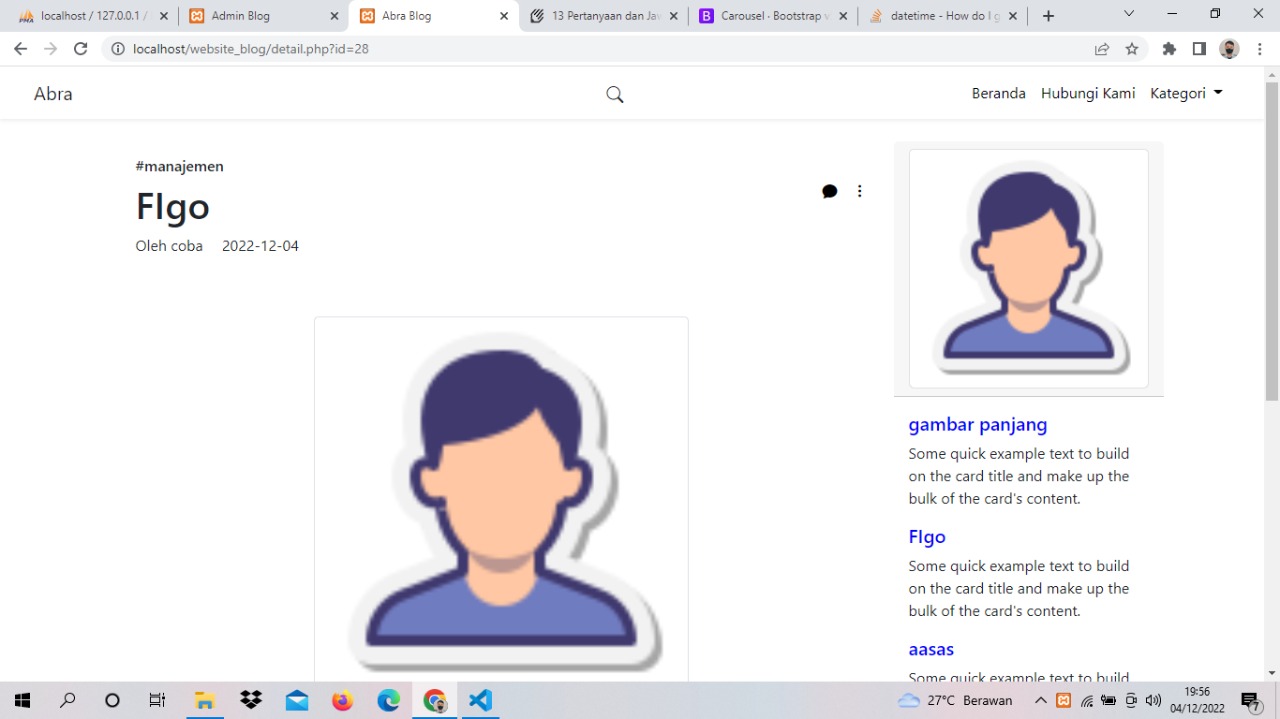 localhost / 127.0.0.1 /
Admin Blog
Abra Blog
13 Pertanyaan dan Jav
Carousel · Bootstrap v
datetime - How do I g
localhost/website_blog/detail.php?id=28
Abra
Beranda
Hubungi Kami
Kategori
#manajemen
FIgo
Oleh coba 2022-12-04
gambar panjang
Some quick example text to build
on the card title and make up the
bulk of the card's content.
FIgo
Some quick example text to build
on the card title and make up the
bulk of the card's content.
aasas
Some quick example text to build
27°C Berawan
19:56
04/12/2022
7